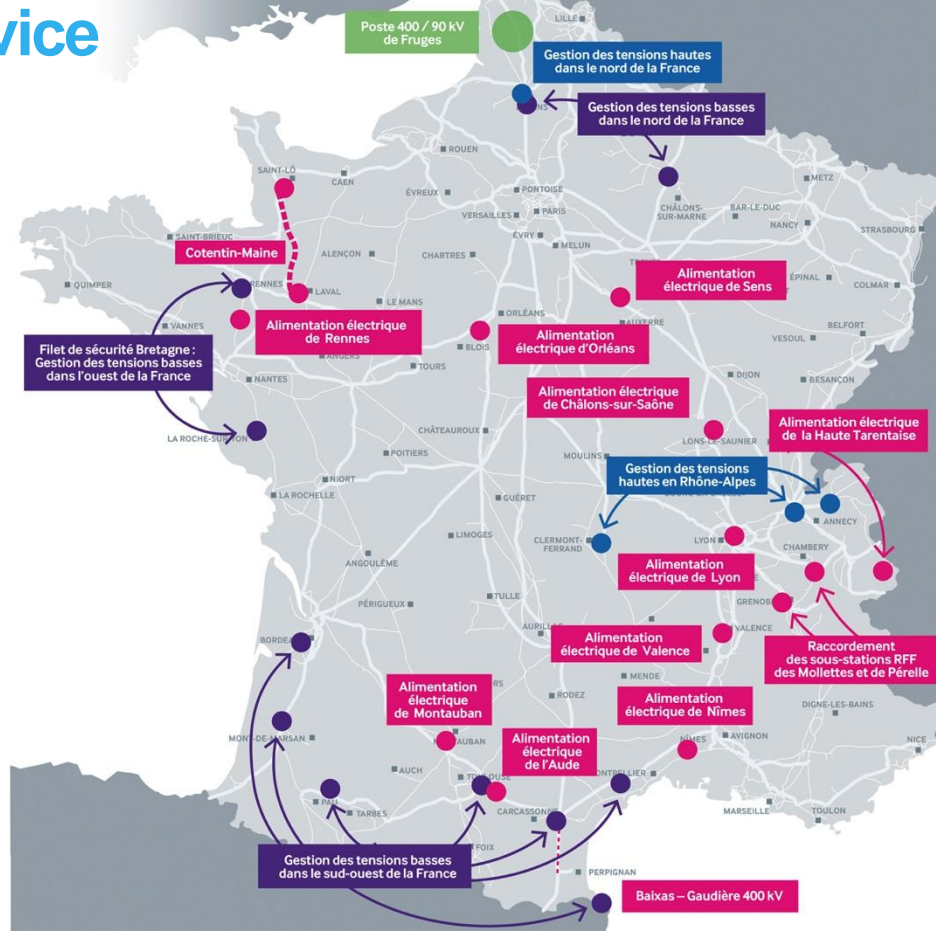 vice
Poste 400 / 90 kV
de Fruges
LILLE
Gestion des tensions hautes
dans le nord de la France
Gestion des tensions basses
dans le nord de la France
ROUEN
SAINT-LÔ
CAEN
ÉVREUX
PONTOISE
PARIS
VERSAILLES
ÉVRY
MELUN
CHÂLONS-
SUR-MARNE
BAR-LE-DUC
METZ
NANCY
STRASBOURG
SAINT-BRIEUC
Cotentin-Maine
ALENÇON
CHARTRES
Alimentation
électrique de Sens
ÉPINAL
COLMAR
QUIMPER
RENNES
LAVAL
LE MANS
ORLÉANS
AUXERRE
Alimentation électrique
de Rennes
VANNES
BLOIS
Alimentation
électrique d'Orléans
BELFORT
VESOUL
Filet de sécurité Bretagne :
Gestion des tensions basses
dans l'ouest de la France
ANGERS
TOURS
NANTES
DIJON
BESANÇON
Alimentation électrique
de Châlons-sur-Saône
Alimentation électrique
de la Haute Tarentaise
LA ROCHE-SUR-YON
CHÂTEAUROUX
LONS-LE-SAUNIER
POITIERS
MOULINS
Gestion des tensions
hautes en Rhône-Alpes
NIORT
LA ROCHELLE
GUÉRET
ANNECY
LIMOGES
CLERMONT-
FERRAND
LYON
CHAMBERY
ANGOULÊME
Alimentation
électrique de Lyon
TULLE
PÉRIGUEUX
GRENOBLE
AURILLAC
VALENCE
BORDEAUX
Alimentation
électrique de Valence
Raccordement
des sous-stations RFF
des Mollettes et de Pérelle
MENDE
Alimentation
électrique
de Montauban
RODEZ
Alimentation
électrique de Nîmes
DIGNE-LES-BAINS
MONT-DE-MARSAN
MONTAUBAN
Alimentation
électrique
de l'Aude
NÎMES
AVIGNON
NICE
AUCH
TOULOUSE
MONTPELLIER
PAU
TARBES
CARCASSONNE
MARSEILLE
TOULON
FOIX
Gestion des tensions basses
dans le sud-ouest de la France
PERPIGNAN
Baixas – Gaudière 400 kV